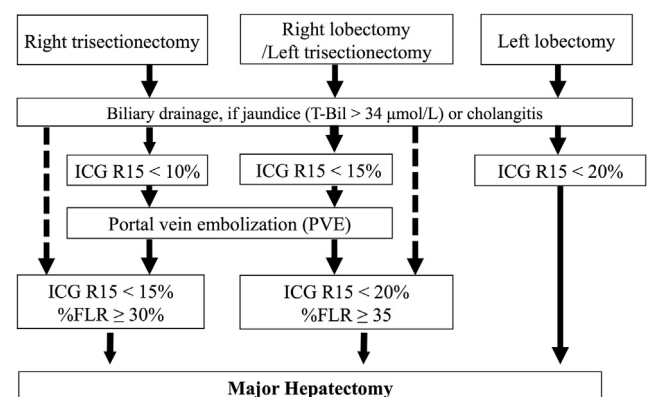 Right trisectionectomy
Right lobectomy
/Left trisectionectomy
Left lobectomy
Biliary drainage, if jaundice (T-Bil > 34 μmol/L) or cholangitis
ICG R15 < 10%
ICG R15 < 15%
ICG R15 < 20%
Portal vein embolization (PVE)
ICG R15 < 15%
%FLR ≥ 30%
ICG R15 < 20%
%FLR ≥ 35
Major Hepatectomy